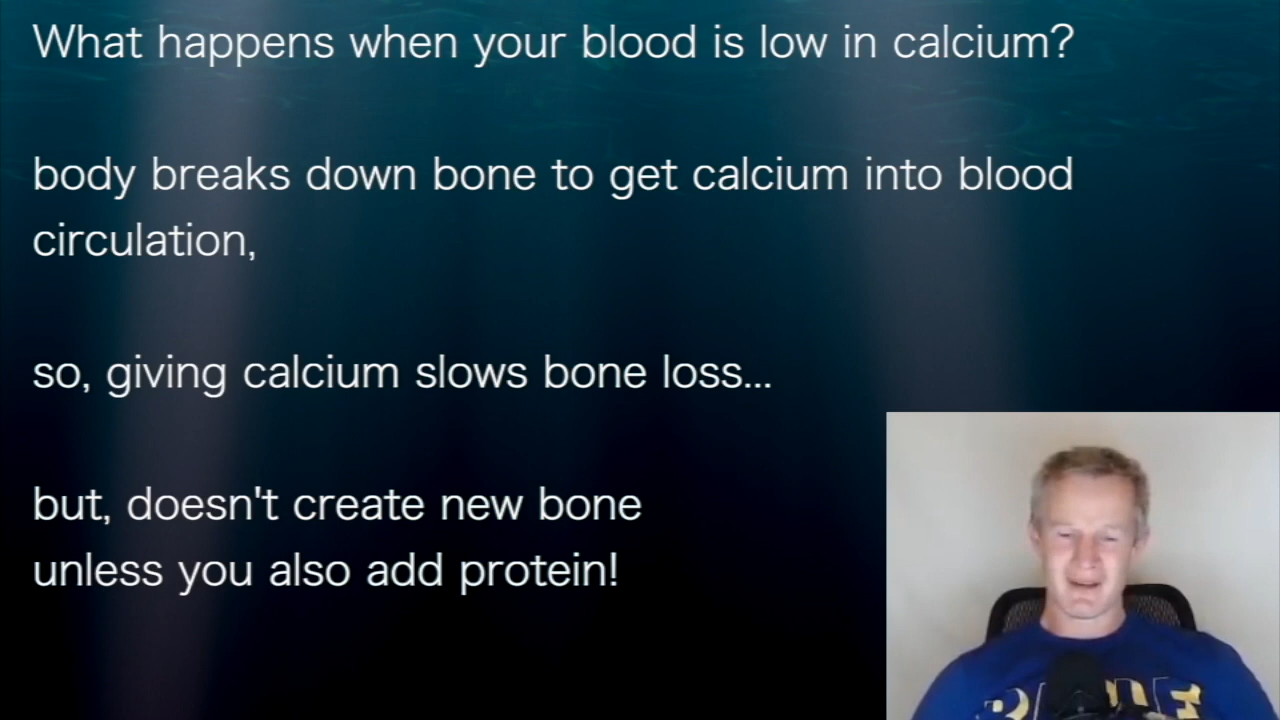 What happens when your blood is low in calcium?
body breaks down bone to get calcium into blood
circulation,
so, giving calcium slows bone loss...
but, doesn't create new bone
unless you also add protein!